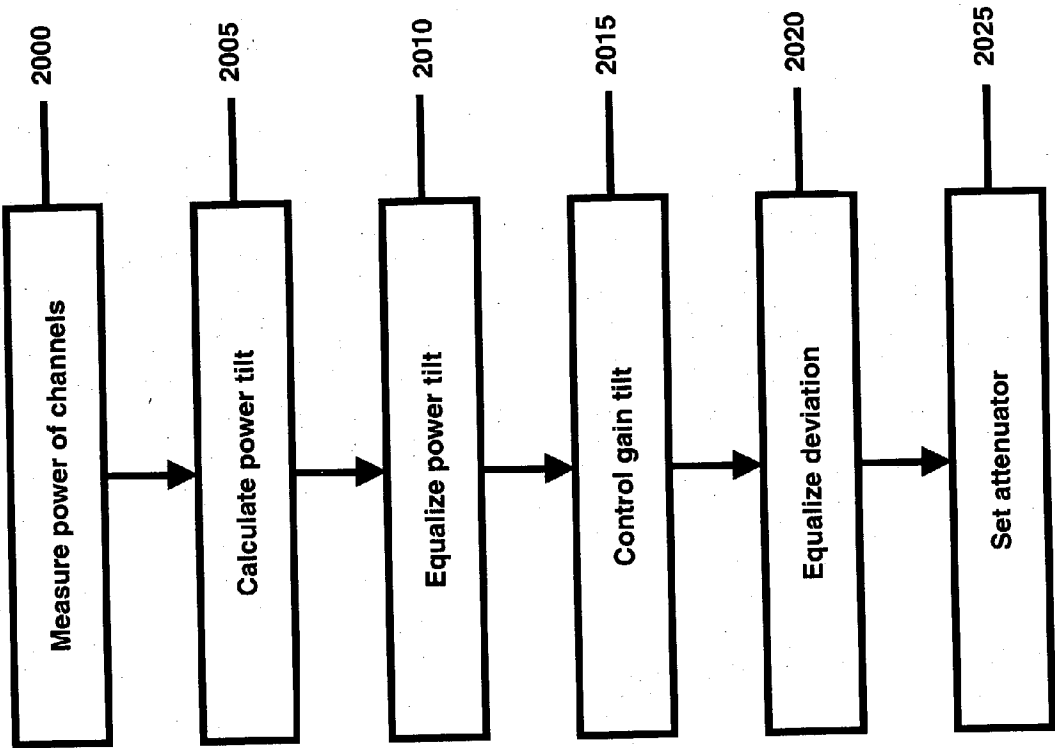 Measure power of channels
2000
Calculate power tilt
2005
Equalize power tilt
2010
Control gain tilt
2015
Equalize deviation
2020
Set attenuator
2025